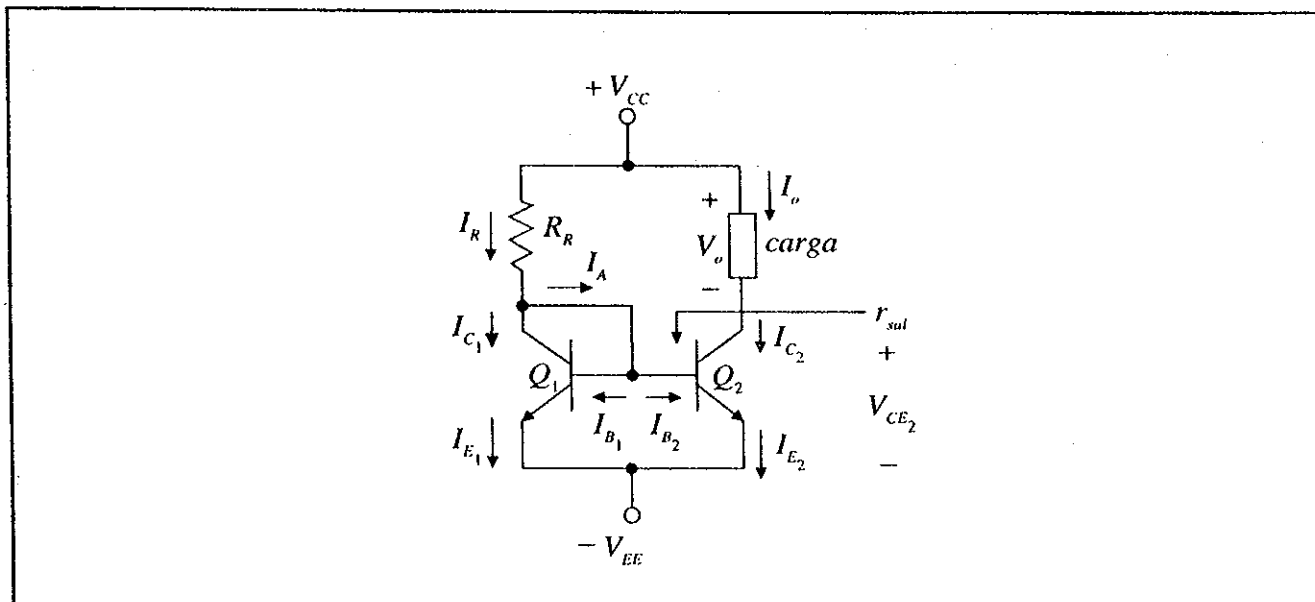 + V_CC
I_o
+
I_R
R_R
V_o
carga
I_A
−
r_sal
I_C1
I_C2
+
Q_1
Q_2
V_CE2
I_B1
I_B2
I_E1
I_E2
−
− V_EE